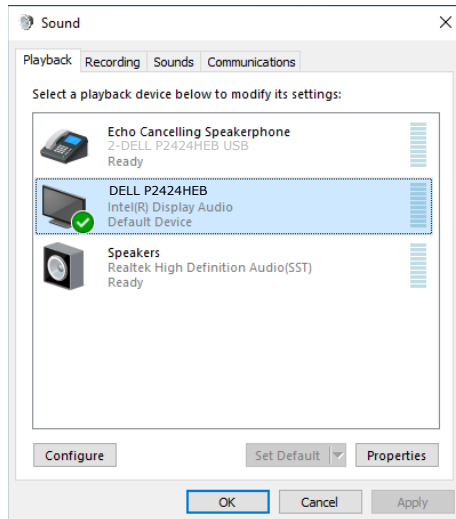 Sound
Playback Recording Sounds Communications
Select a playback device below to modify its settings:
Echo Cancelling Speakerphone
2-DELL P2424HEB USB
Ready
DELL P2424HEB
Intel(R) Display Audio
Default Device
Speakers
Realtek High Definition Audio(SST)
Ready
Configure Set Default Properties
OK Cancel Apply